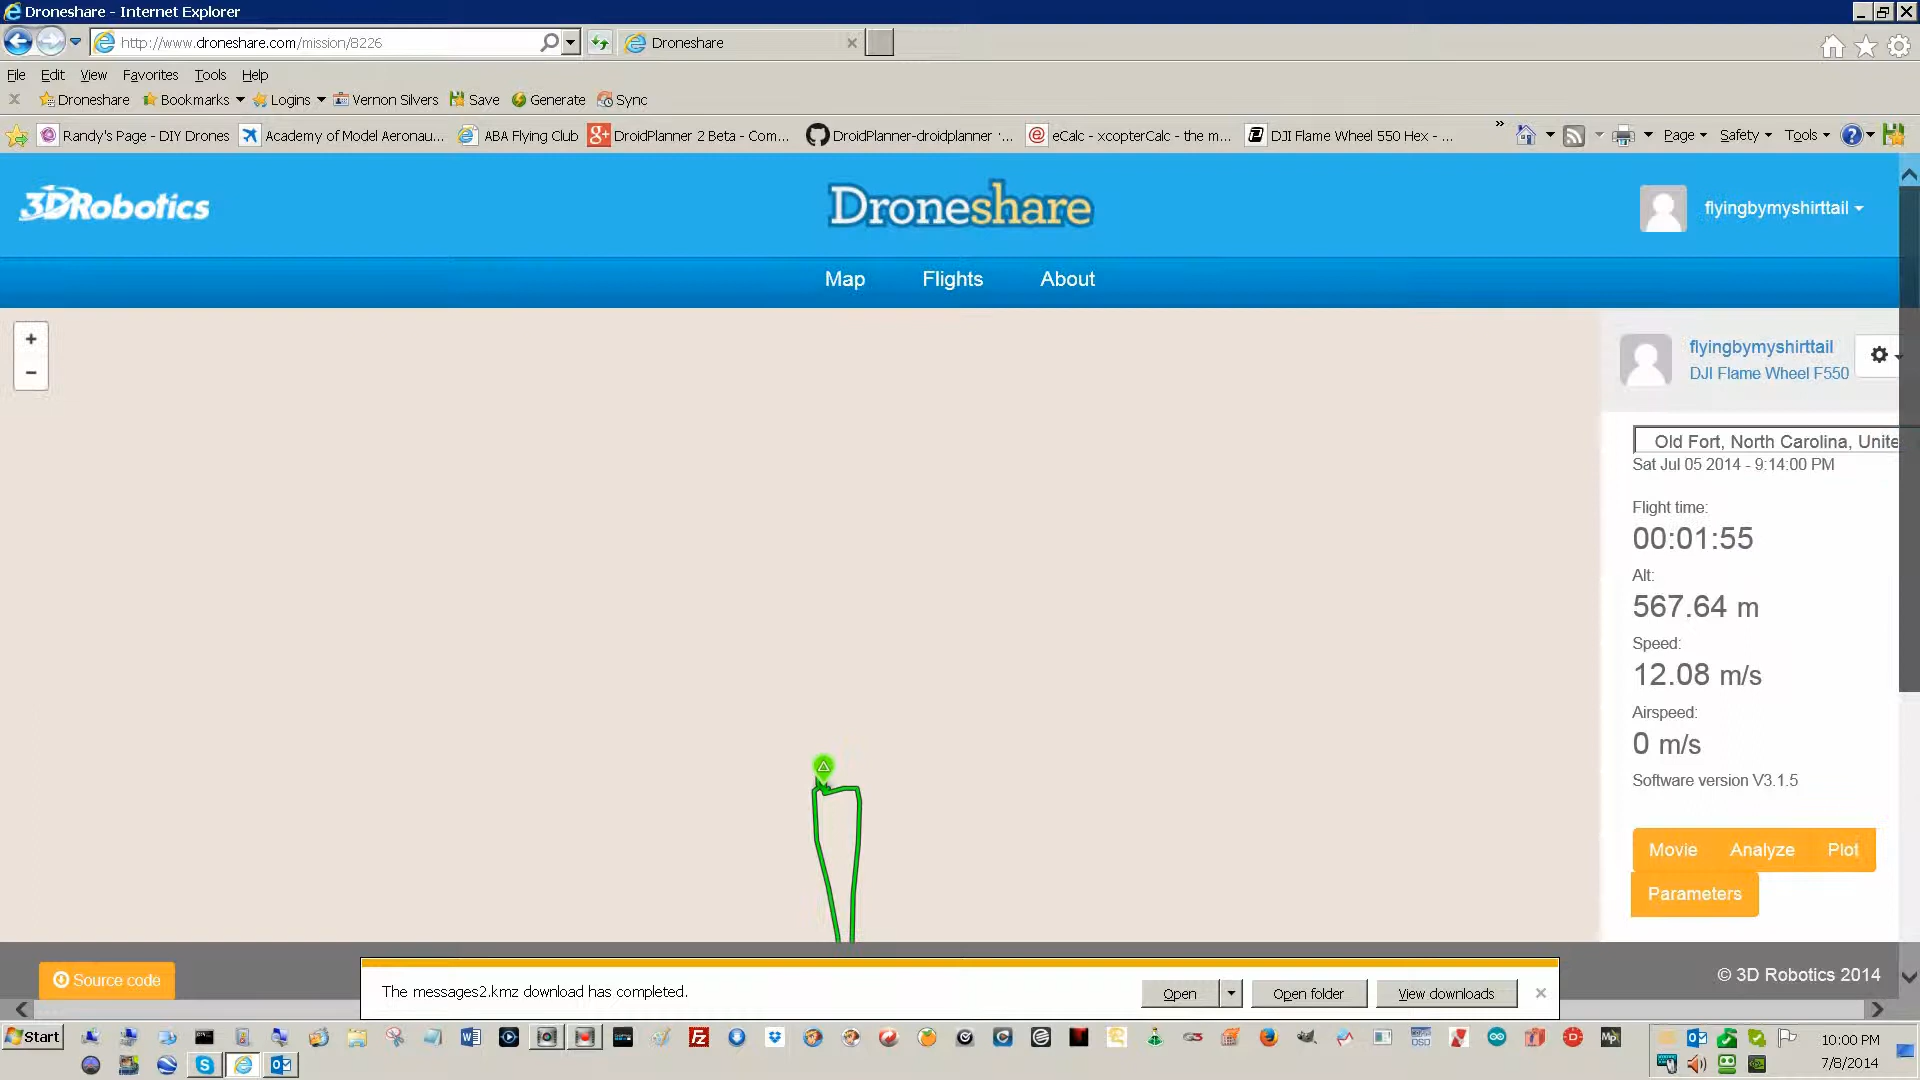 Droneshare - Internet Explorer
http://www.droneshare.com/mission/8226
Droneshare
File Edit View Favorites Tools Help
Droneshare Bookmarks Logins Vernon Silvers Save Generate Sync
Randy's Page - DIY Drones Academy of Model Aeronau... ABA Flying Club DroidPlanner 2 Beta - Com... DroidPlanner-droidplanner · ... eCalc - xcopterCalc - the m... DJI Flame Wheel 550 Hex - ... » Page Safety Tools
3DRobotics
Droneshare
flyingbymyshirttail
Map Flights About
+
−
flyingbymyshirttail
DJI Flame Wheel F550
Old Fort, North Carolina, Unite
Sat Jul 05 2014 - 9:14:00 PM
Flight time:
00:01:55
Alt:
567.64 m
Speed:
12.08 m/s
Airspeed:
0 m/s
Software version V3.1.5
Movie Analyze Plot
Parameters
Source code
The messages2.kmz download has completed.
Open Open folder View downloads
© 3D Robotics 2014
Start
10:00 PM
7/8/2014